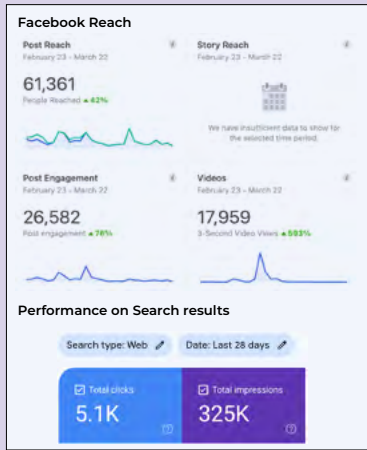 Facebook Reach
Post Reach
February 23 – March 22
61,361
People Reached ▲ 42%
Story Reach
February 23 – March 22
We have insufficient data to show for
the selected time period.
Post Engagement
February 23 – March 22
26,582
Post engagement ▲ 76%
Videos
February 23 – March 22
17,959
3-Second Video Views ▲ 593%
Performance on Search results
Search type: Web
Date: Last 28 days
Total clicks
5.1K
Total impressions
325K